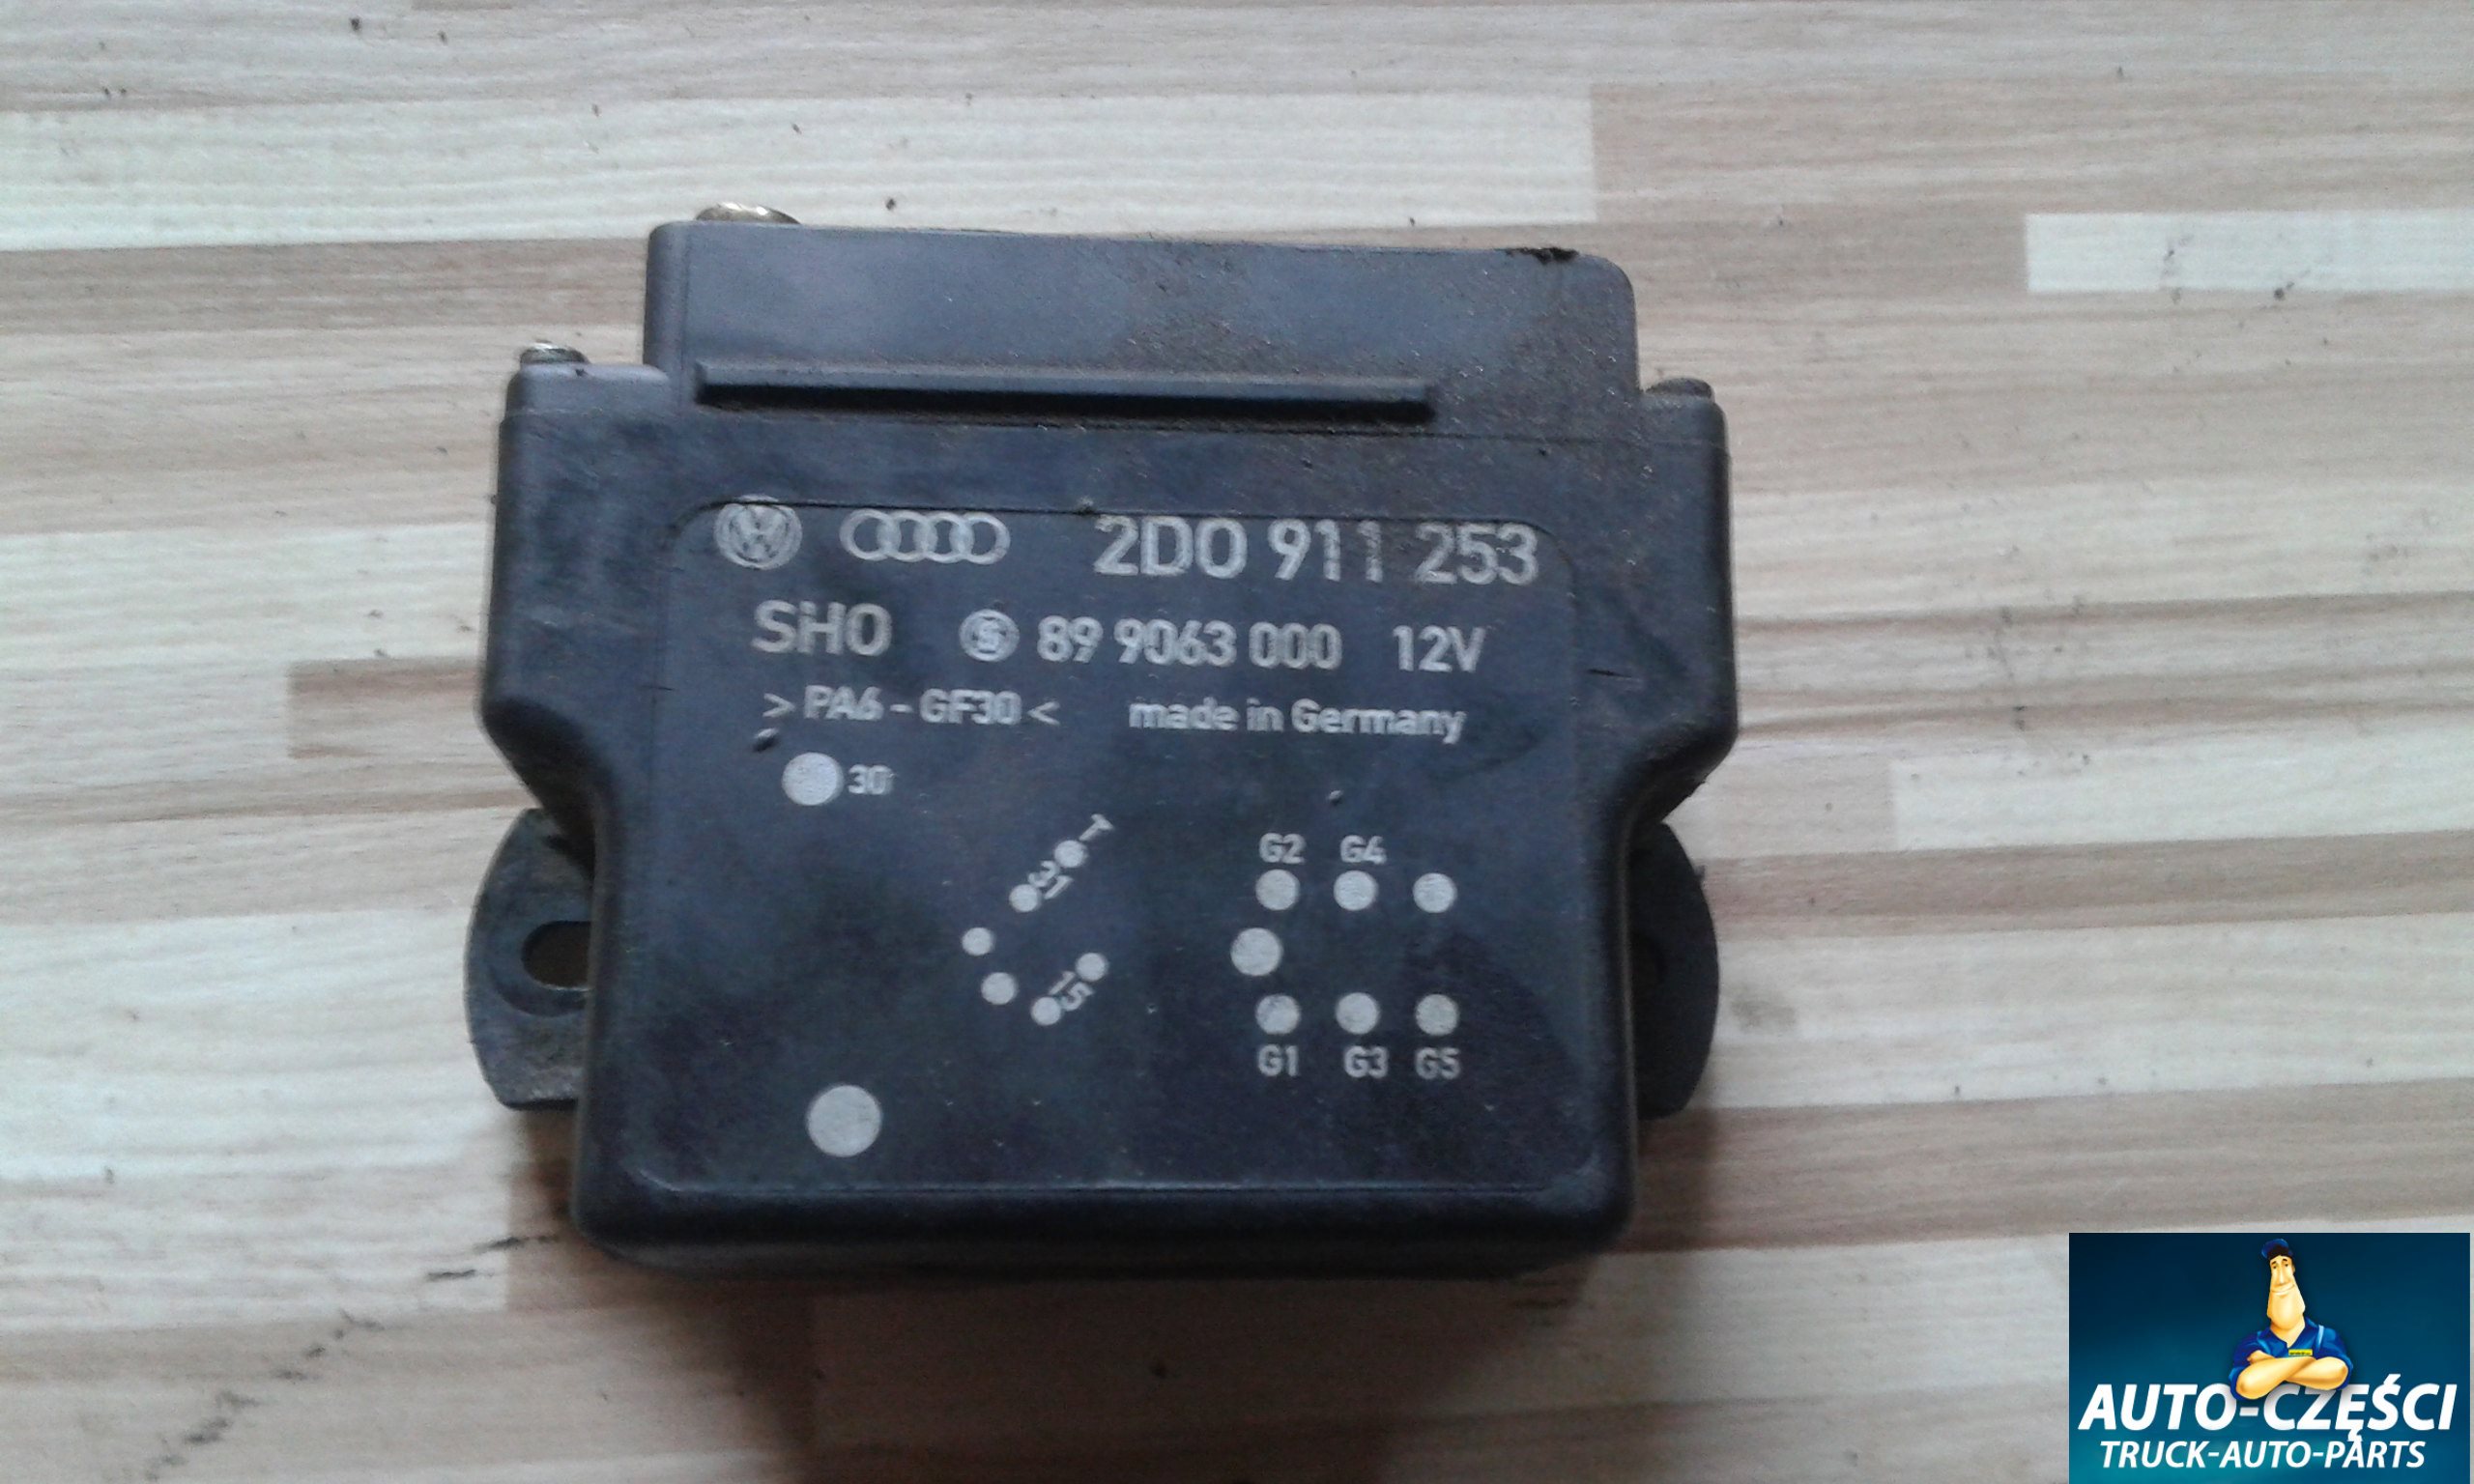 2D0 911 253
SHO S 89 9063 000 12V
>PA6-GF30< made in Germany
30
T
31
15
G2 G4
G1 G3 G5
AUTO-CZĘŚCI
TRUCK-AUTO-PARTS